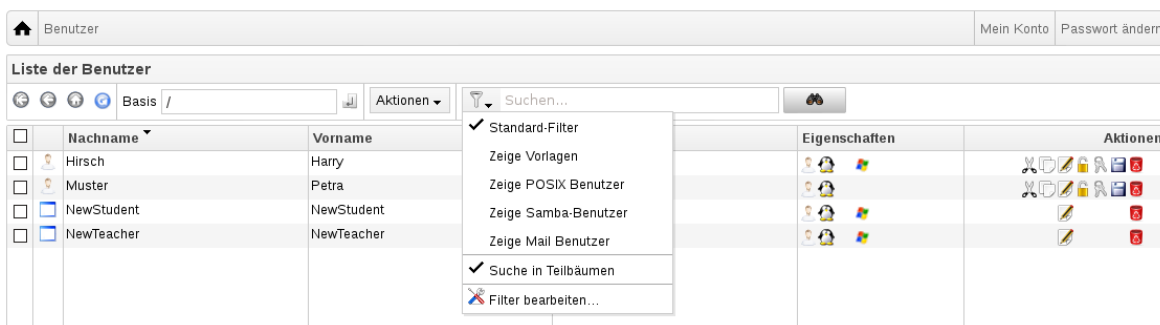 Benutzer Mein Konto Passwort ändern
Liste der Benutzer
Basis / Aktionen Suchen...
Nachname Vorname Eigenschaften Aktionen
Standard-Filter
Hirsch Harry
Zeige Vorlagen
Muster Petra
Zeige POSIX Benutzer
NewStudent NewStudent
Zeige Samba-Benutzer
NewTeacher NewTeacher
Zeige Mail Benutzer
Suche in Teilbäumen
Filter bearbeiten...